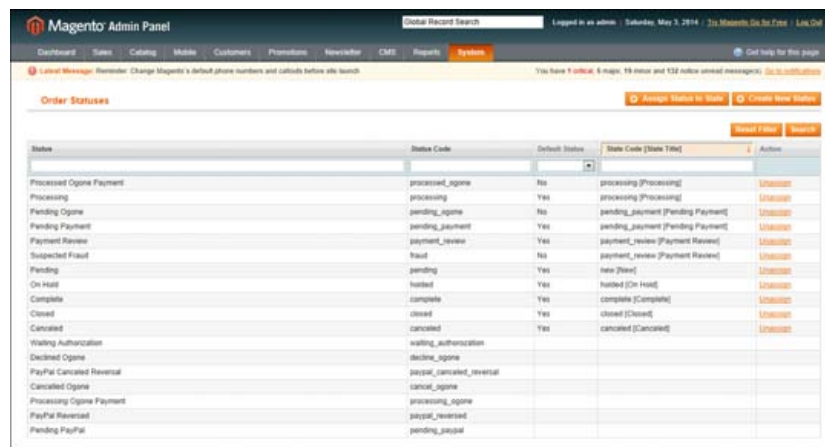 Magento Admin Panel
Global Record Search
Logged in as admin | Saturday, May 3, 2014 | Try Magento Go for Free | Log Out
Dashboard Sales Catalog Mobile Customers Promotions Newsletter CMS Reports System
Get help for this page
Latest Message: Reminder: Change Magento's default phone numbers and callouts before site launch
You have 1 critical, 5 major, 19 minor and 132 notice unread message(s). Go to notifications
Order Statuses
Assign Status to State Create New Status
Reset Filter Search
Status Status Code Default Status State Code [State Title] Action
Processed Ogone Payment processed_ogone No processing [Processing] Unassign
Processing processing Yes processing [Processing] Unassign
Pending Ogone pending_ogone No pending_payment [Pending Payment] Unassign
Pending Payment pending_payment Yes pending_payment [Pending Payment] Unassign
Payment Review payment_review Yes payment_review [Payment Review] Unassign
Suspected Fraud fraud No payment_review [Payment Review] Unassign
Pending pending Yes new [New] Unassign
On Hold holded Yes holded [On Hold] Unassign
Complete complete Yes complete [Complete] Unassign
Closed closed Yes closed [Closed] Unassign
Canceled canceled Yes canceled [Canceled] Unassign
Waiting Authorization waiting_authorozation
Declined Ogone decline_ogone
PayPal Canceled Reversal paypal_canceled_reversal
Cancelled Ogone cancel_ogone
Processing Ogone Payment processing_ogone
PayPal Reversed paypal_reversed
Pending PayPal pending_paypal